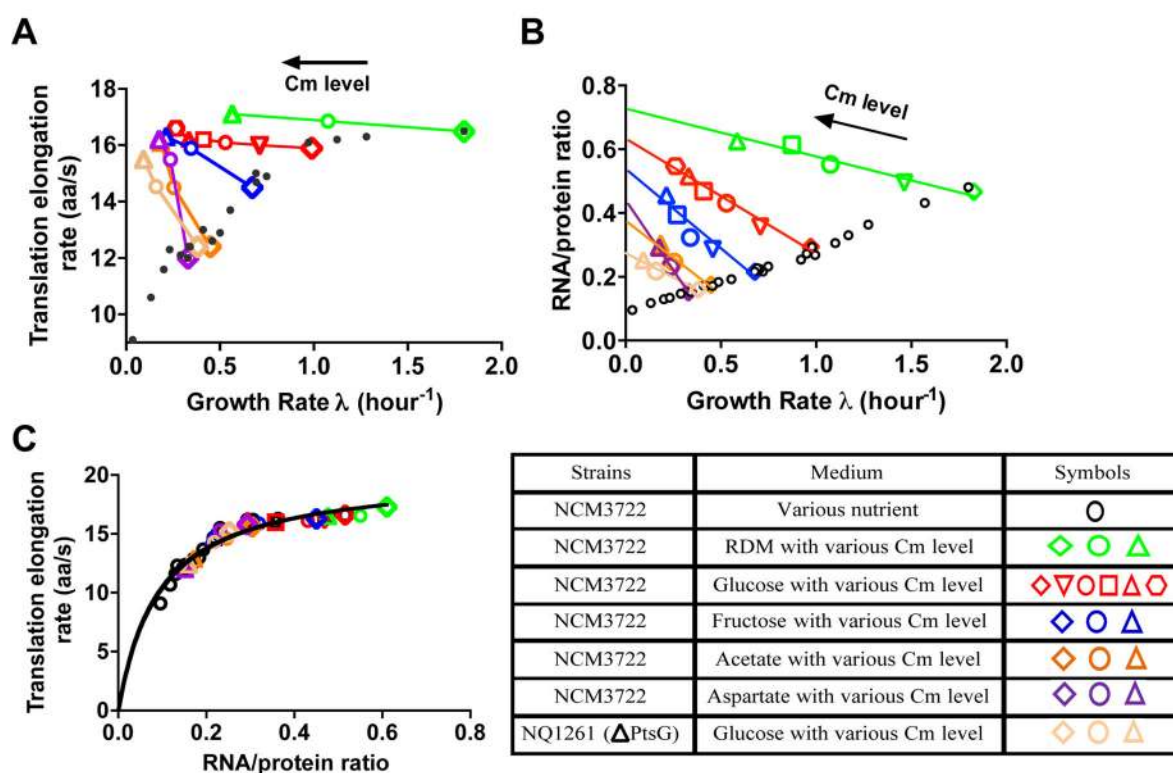 A
B
Cm level
Cm level
Translation elongation
rate (aa/s)
18
16
14
12
10
0.0 0.5 1.0 1.5 2.0
Growth Rate λ (hour⁻¹)
RNA/protein ratio
0.8
0.6
0.4
0.2
0.0
0.0 0.5 1.0 1.5 2.0
Growth Rate λ (hour⁻¹)
C
Translation elongation
rate (aa/s)
20
15
10
5
0
0.0 0.2 0.4 0.6 0.8
RNA/protein ratio
Strains Medium Symbols
NCM3722 Various nutrient
NCM3722 RDM with various Cm level
NCM3722 Glucose with various Cm level
NCM3722 Fructose with various Cm level
NCM3722 Acetate with various Cm level
NCM3722 Aspartate with various Cm level
NQ1261 (ΔPtsG) Glucose with various Cm level